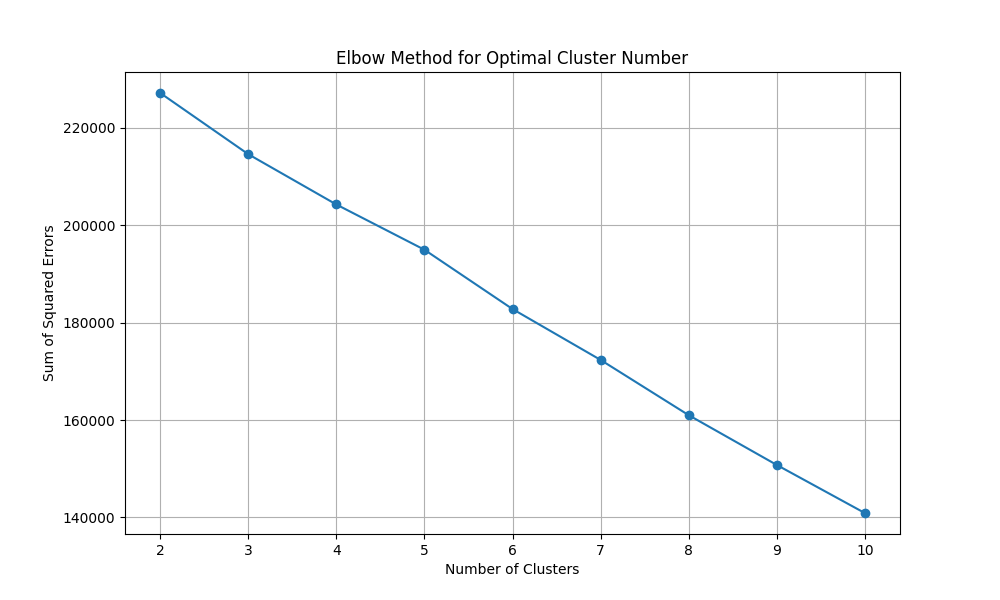 Elbow Method for Optimal Cluster Number
Sum of Squared Errors
220000
200000
180000
160000
140000
2 3 4 5 6 7 8 9 10
Number of Clusters